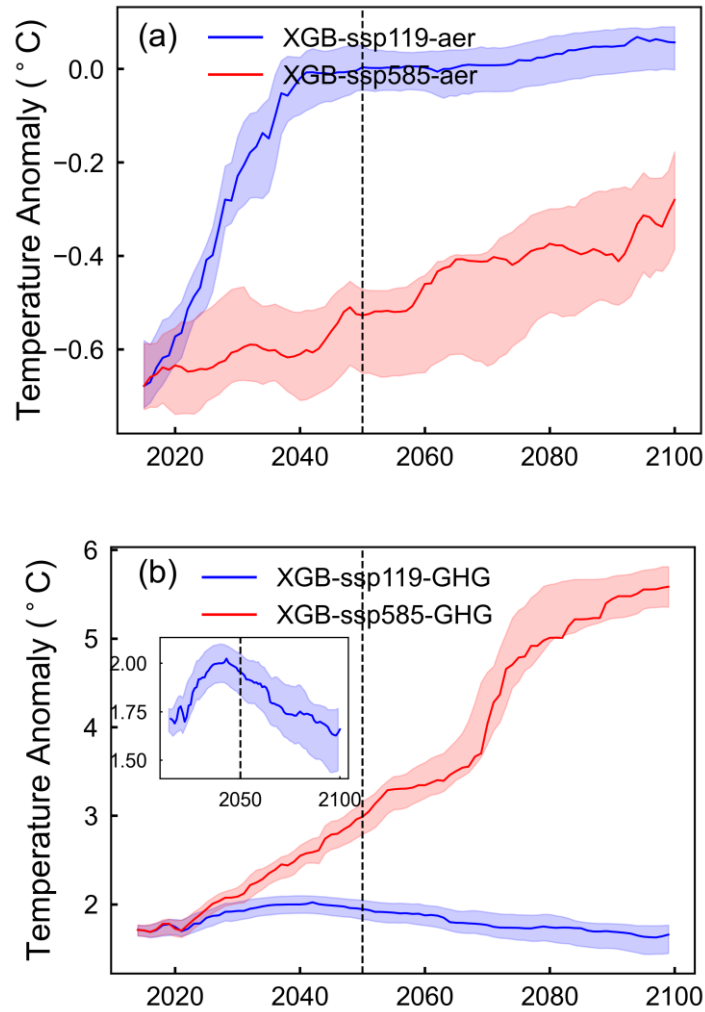 (a)
XGB-ssp119-aer
XGB-ssp585-aer
Temperature Anomaly (°C)
0.0
−0.2
−0.4
−0.6
2020 2040 2060 2080 2100
(b)
XGB-ssp119-GHG
XGB-ssp585-GHG
Temperature Anomaly (°C)
6
5
4
3
2
2.00
1.75
1.50
2050 2100
2020 2040 2060 2080 2100